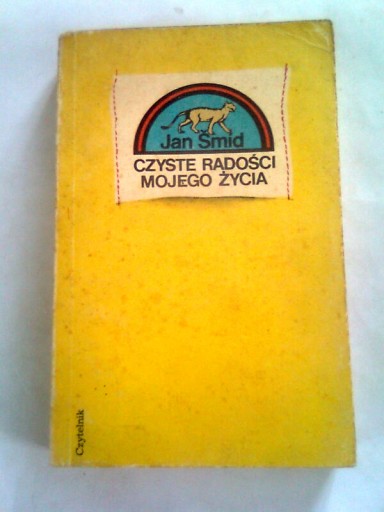 Jan Smid
CZYSTE RADOŚCI
MOJEGO ŻYCIA
Czytelnik